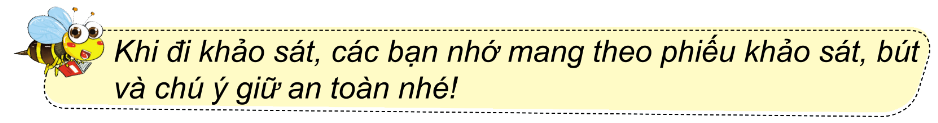 Khi đi khảo sát, các bạn nhớ mang theo phiếu khảo sát, bút
và chú ý giữ an toàn nhé!